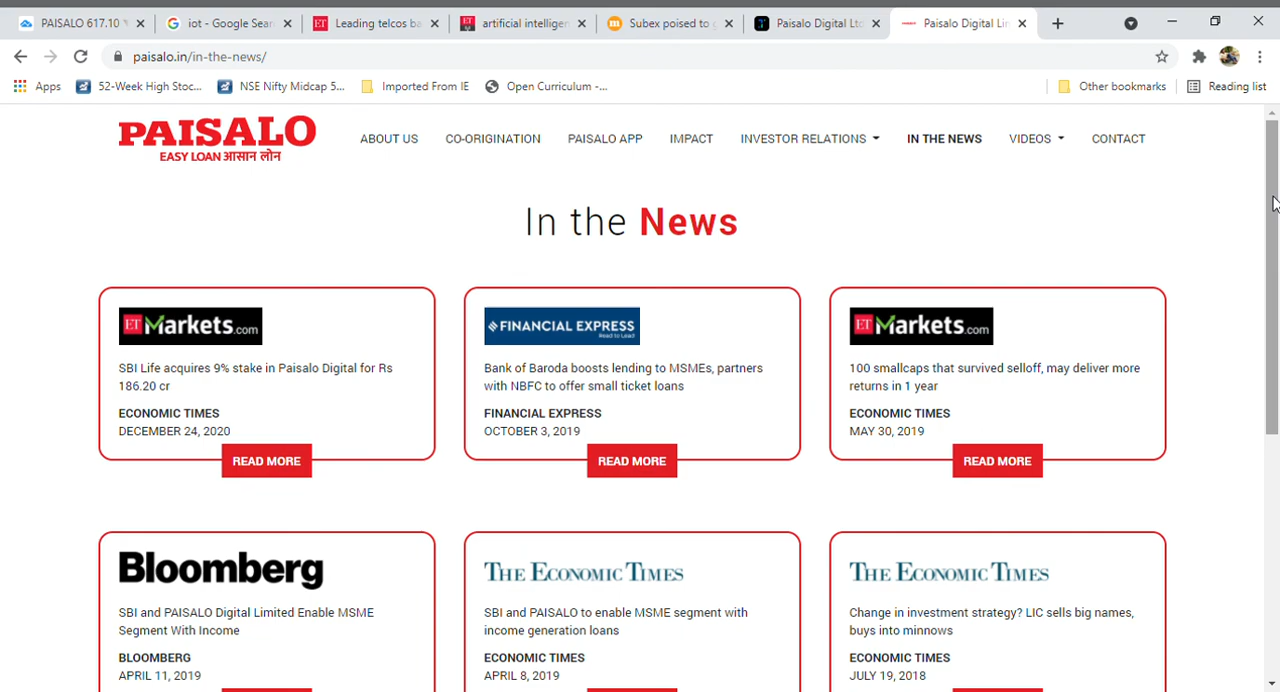 PAISALO 617.10
iot - Google Sear
Leading telcos ba
artificial intelligen
Subex poised to g
Paisalo Digital Ltd
Paisalo Digital Lim
paisalo.in/in-the-news/
Apps
52-Week High Stoc...
NSE Nifty Midcap 5...
Imported From IE
Open Curriculum -...
Other bookmarks
Reading list
PAISALO
EASY LOAN आसान लोन
ABOUT US
CO-ORIGINATION
PAISALO APP
IMPACT
INVESTOR RELATIONS
IN THE NEWS
VIDEOS
CONTACT
In the News
ET Markets.com
SBI Life acquires 9% stake in Paisalo Digital for Rs
186.20 cr
ECONOMIC TIMES
DECEMBER 24, 2020
READ MORE
FINANCIAL EXPRESS
Read to Lead
Bank of Baroda boosts lending to MSMEs, partners
with NBFC to offer small ticket loans
FINANCIAL EXPRESS
OCTOBER 3, 2019
READ MORE
ET Markets.com
100 smallcaps that survived selloff, may deliver more
returns in 1 year
ECONOMIC TIMES
MAY 30, 2019
READ MORE
Bloomberg
SBI and PAISALO Digital Limited Enable MSME
Segment With Income
BLOOMBERG
APRIL 11, 2019
THE ECONOMIC TIMES
SBI and PAISALO to enable MSME segment with
income generation loans
ECONOMIC TIMES
APRIL 8, 2019
THE ECONOMIC TIMES
Change in investment strategy? LIC sells big names,
buys into minnows
ECONOMIC TIMES
JULY 19, 2018